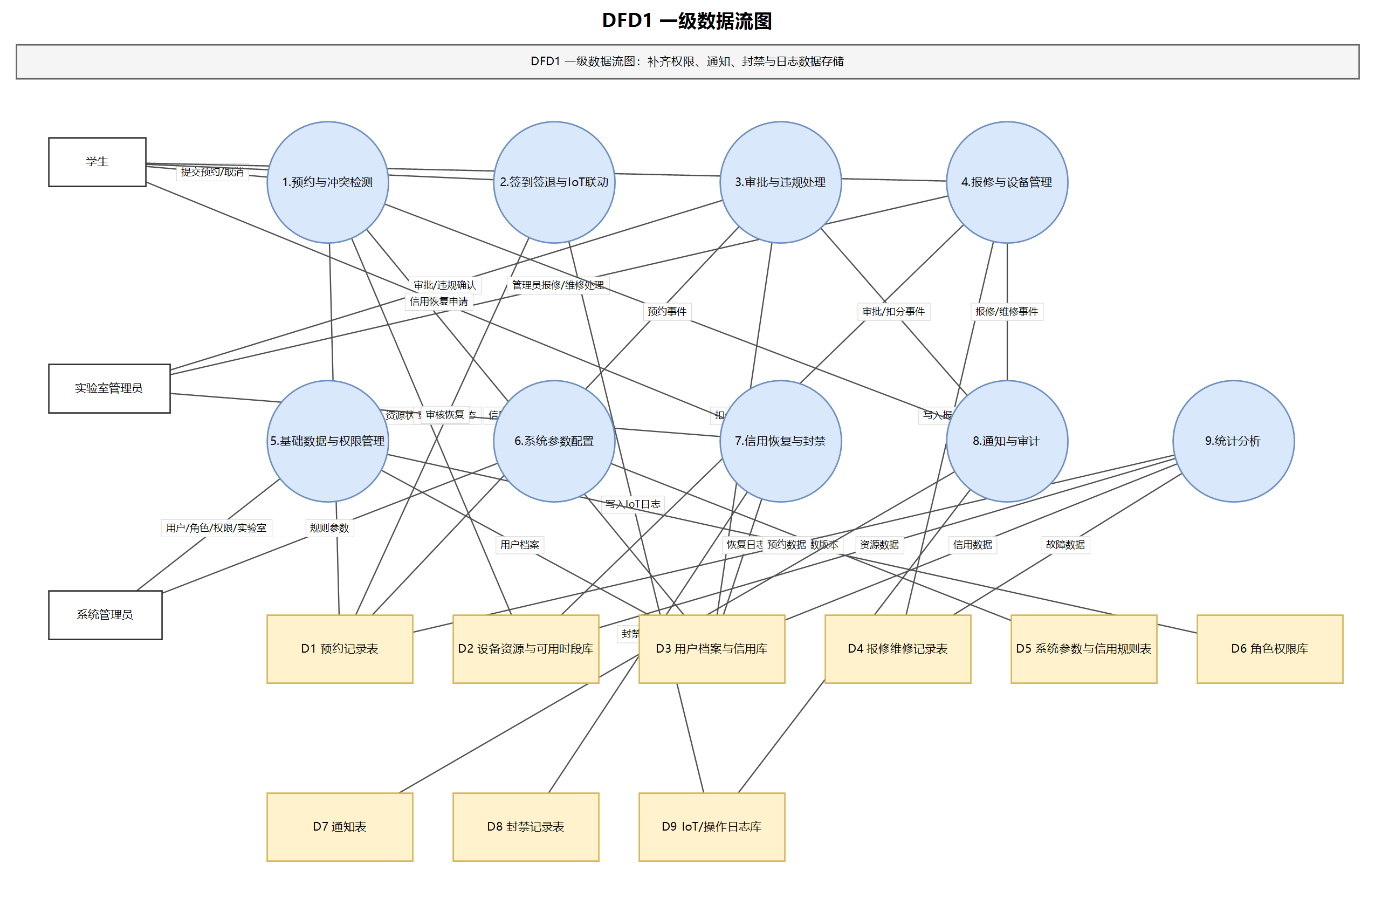 DFD1 一级数据流图
DFD1 一级数据流图：补齐权限、通知、封禁与日志数据存储
学生
提交预约/取消
1.预约与冲突检测
2.签到签退与IoT联动
3.审批与违规处理
4.报修与设备管理
审批/违规确认
管理员报修/维修处理
信用恢复申请
预约事件
审批/扣分事件
报修/维修事件
实验室管理员
审核恢复
写入报
5.基础数据与权限管理
6.系统参数配置
7.信用恢复与封禁
8.通知与审计
9.统计分析
写入IoT日志
用户/角色/权限/实验室
规则参数
用户档案
恢复日志
预约数据
数版本
资源数据
信用数据
故障数据
系统管理员
封禁
D1 预约记录表
D2 设备资源与可用时段库
D3 用户档案与信用库
D4 报修维修记录表
D5 系统参数与信用规则表
D6 角色权限库
D7 通知表
D8 封禁记录表
D9 IoT/操作日志库